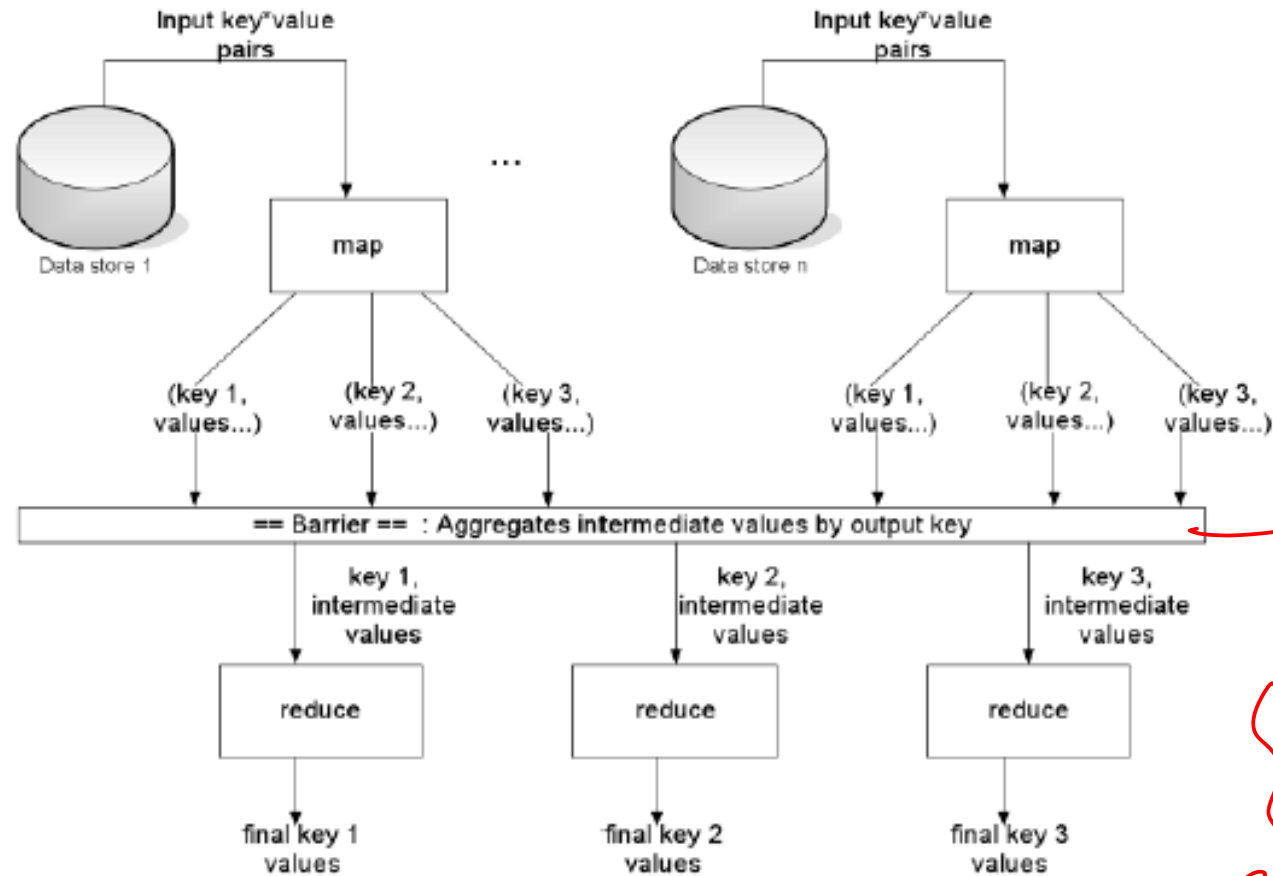 Input key*value
pairs
Input key*value
pairs
...
map
map
Data store 1
Data store n
(key 1,
values...)
(key 2,
values...)
(key 3,
values...)
(key 1,
values...)
(key 2,
values...)
(key 3,
values...)
== Barrier == : Aggregates intermediate values by output key
key 1,
intermediate
values
key 2,
intermediate
values
key 3,
intermediate
values
reduce
reduce
reduce
final key 1
values
final key 2
values
final key 3
values